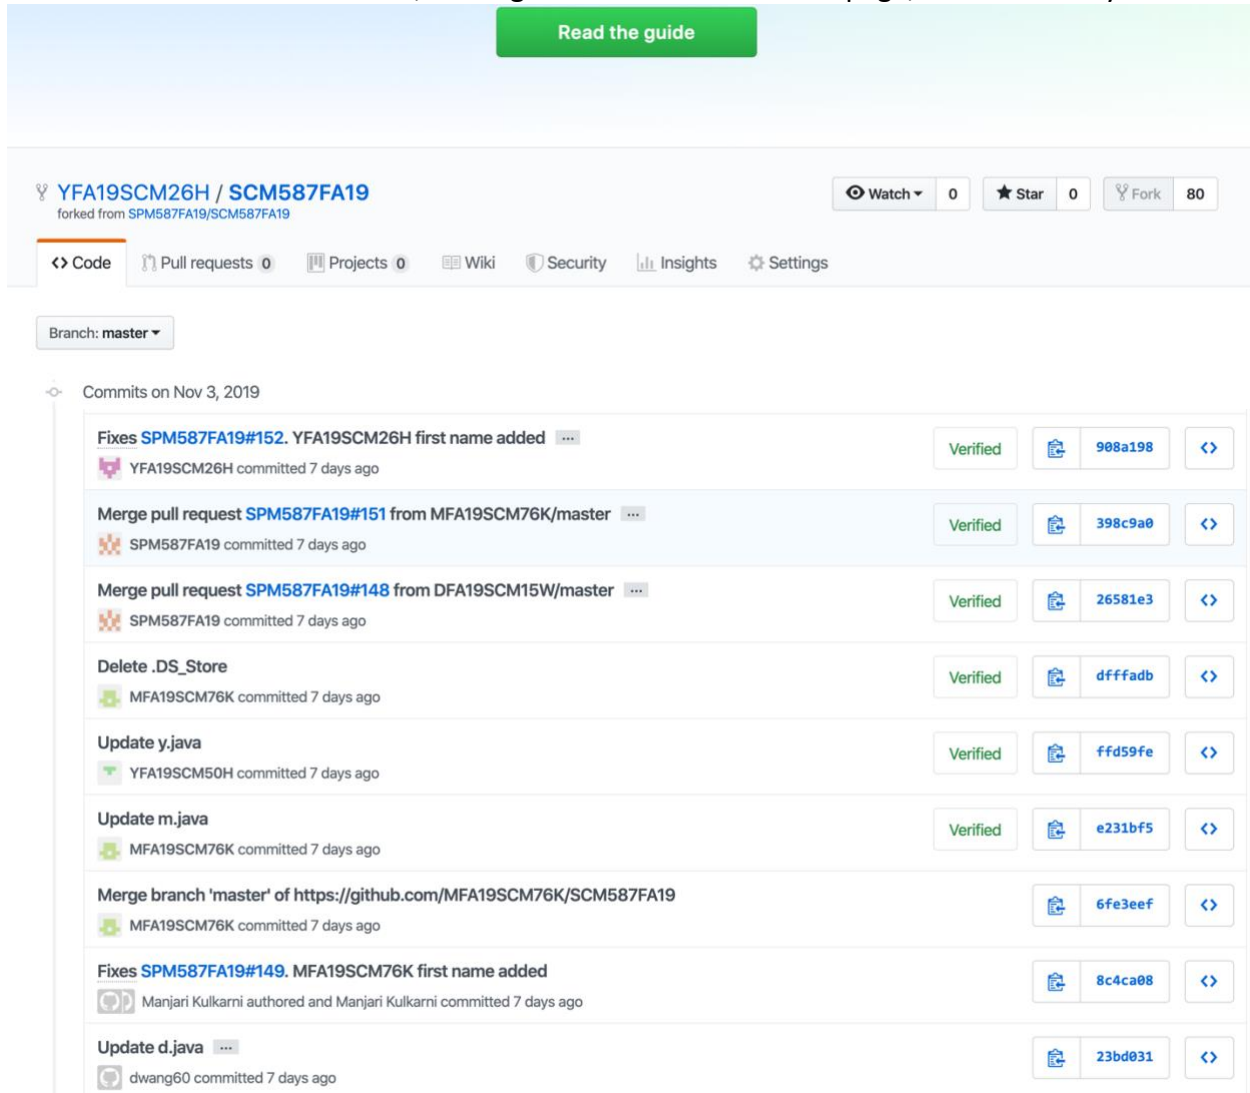 Read the guide
YFA19SCM26H / SCM587FA19
forked from SPM587FA19/SCM587FA19
Watch 0 Star 0 Fork 80
<> Code Pull requests 0 Projects 0 Wiki Security Insights Settings
Branch: master
Commits on Nov 3, 2019
Fixes SPM587FA19#152. YFA19SCM26H first name added ...
YFA19SCM26H committed 7 days ago
Verified 908a198 <>
Merge pull request SPM587FA19#151 from MFA19SCM76K/master ...
SPM587FA19 committed 7 days ago
Verified 398c9a0 <>
Merge pull request SPM587FA19#148 from DFA19SCM15W/master ...
SPM587FA19 committed 7 days ago
Verified 26581e3 <>
Delete .DS_Store
MFA19SCM76K committed 7 days ago
Verified dfffadb <>
Update y.java
YFA19SCM50H committed 7 days ago
Verified ffd59fe <>
Update m.java
MFA19SCM76K committed 7 days ago
Verified e231bf5 <>
Merge branch 'master' of https://github.com/MFA19SCM76K/SCM587FA19
MFA19SCM76K committed 7 days ago
6fe3eef <>
Fixes SPM587FA19#149. MFA19SCM76K first name added
Manjari Kulkarni authored and Manjari Kulkarni committed 7 days ago
8c4ca08 <>
Update d.java ...
dwang60 committed 7 days ago
23bd031 <>